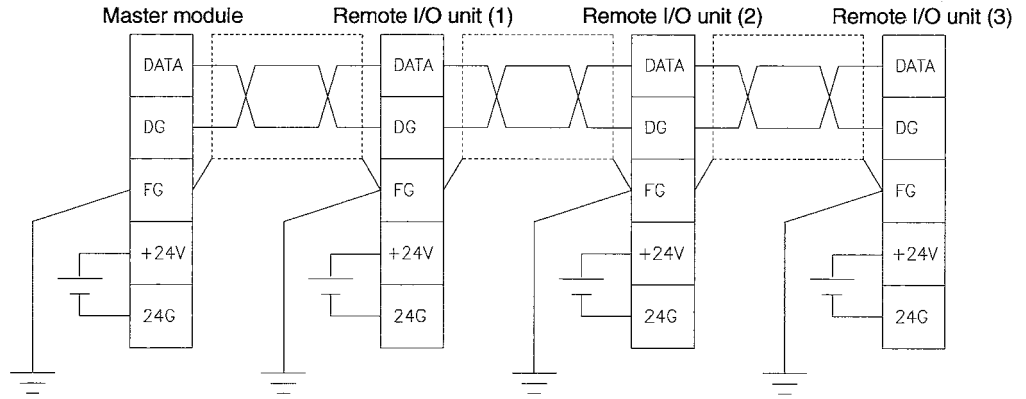 Master module Remote I/O unit (1) Remote I/O unit (2) Remote I/O unit (3)
DATA DATA DATA DATA
DG DG DG DG
FG FG FG FG
+24V +24V +24V +24V
24G 24G 24G 24G